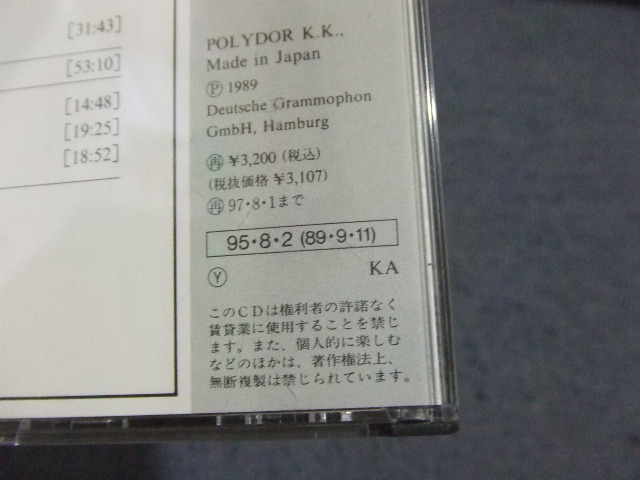 [31:43]
[53:10]
[14:48]
[19:25]
[18:52]
POLYDOR K.K.,
Made in Japan
Ⓟ 1989
Deutsche Grammophon
GmbH, Hamburg
㊢ ¥3,200 (税込)
(税抜価格 ¥3,107)
再 97・8・1まで
95・8・2 (89・9・11)
Ⓨ KA
このCDは権利者の許諾なく
賃貸業に使用することを禁じ
ます。また、個人的に楽しむ
などのほかは、著作権法上、
無断複製は禁じられています。